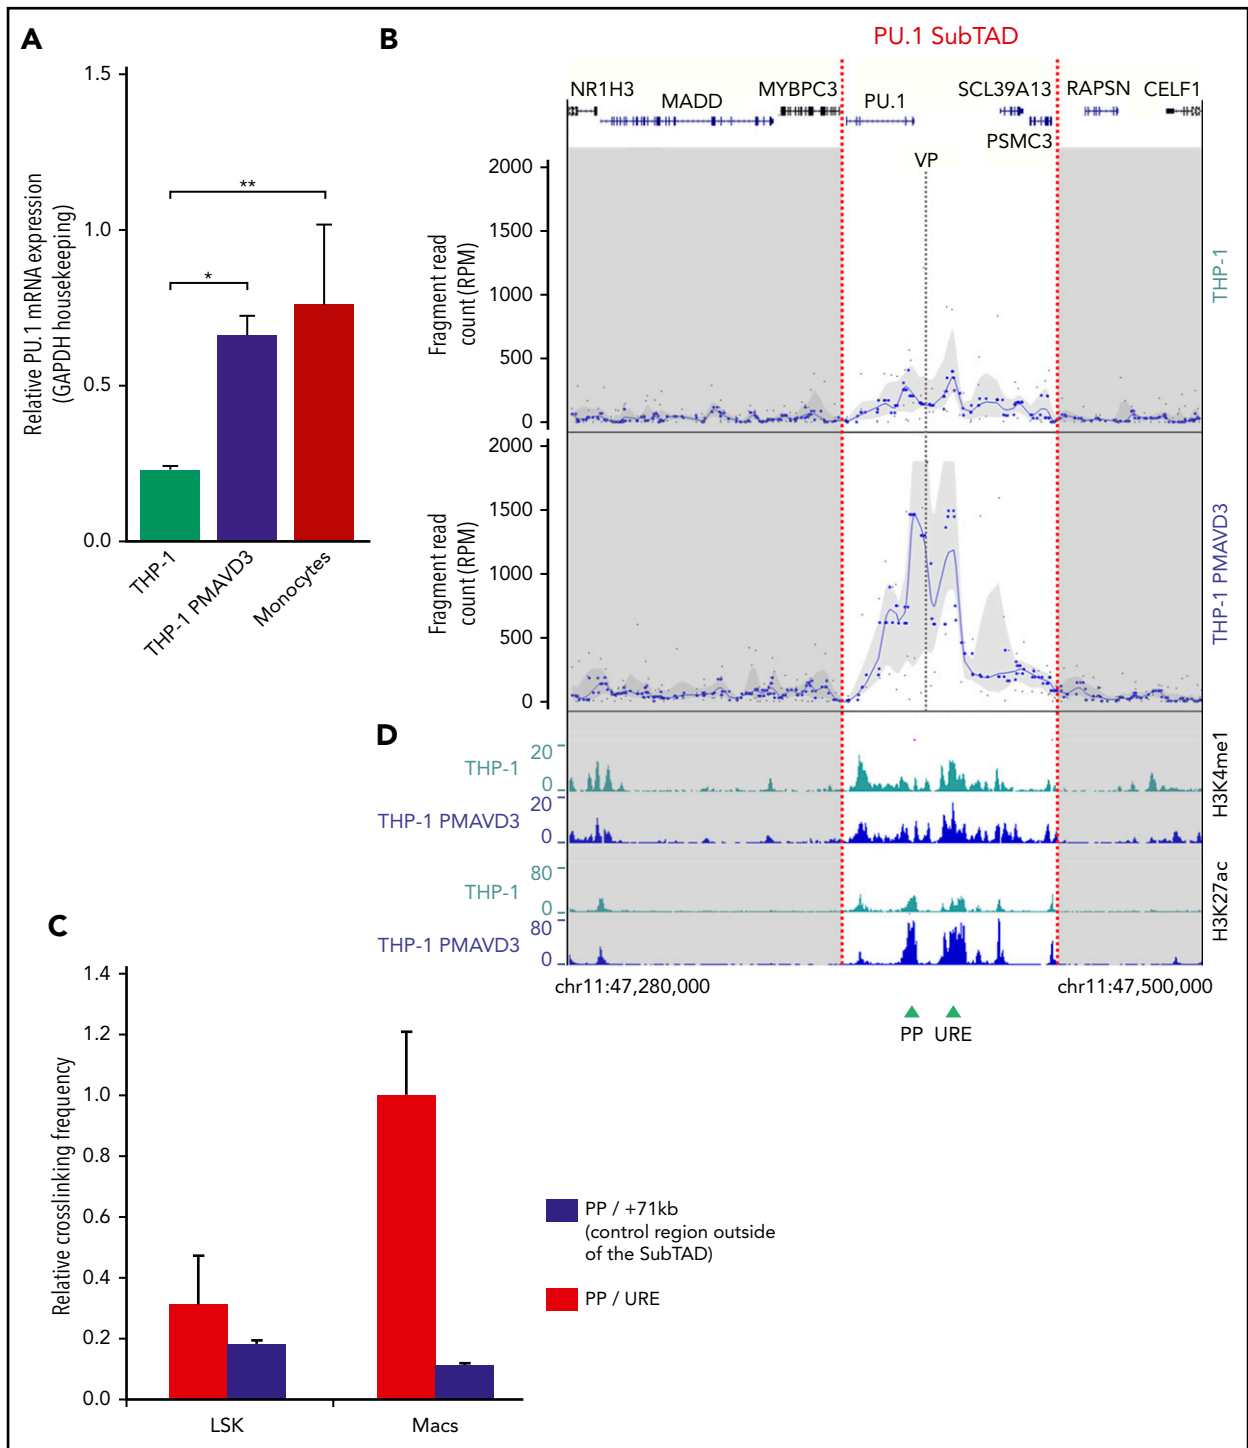 A
1.5
1.0
0.5
0.0
Relative PU.1 mRNA expression
(GAPDH housekeeping)
**
*
THP-1
THP-1 PMAVD3
Monocytes
B
PU.1 SubTAD
NR1H3
MADD
MYBPC3
PU.1
SCL39A13
PSMC3
RAPSN
CELF1
VP
2000
1500
1000
500
0
Fragment read
count (RPM)
THP-1
2000
1500
1000
500
0
Fragment read
count (RPM)
THP-1 PMAVD3
D
THP-1
20
0
THP-1 PMAVD3
20
0
H3K4me1
THP-1
80
0
THP-1 PMAVD3
80
0
H3K27ac
chr11:47,280,000
chr11:47,500,000
PP
URE
C
1.4
1.2
1.0
0.8
0.6
0.4
0.2
0.0
Relative crosslinking frequency
LSK
Macs
PP / +71kb
(control region outside
of the SubTAD)
PP / URE